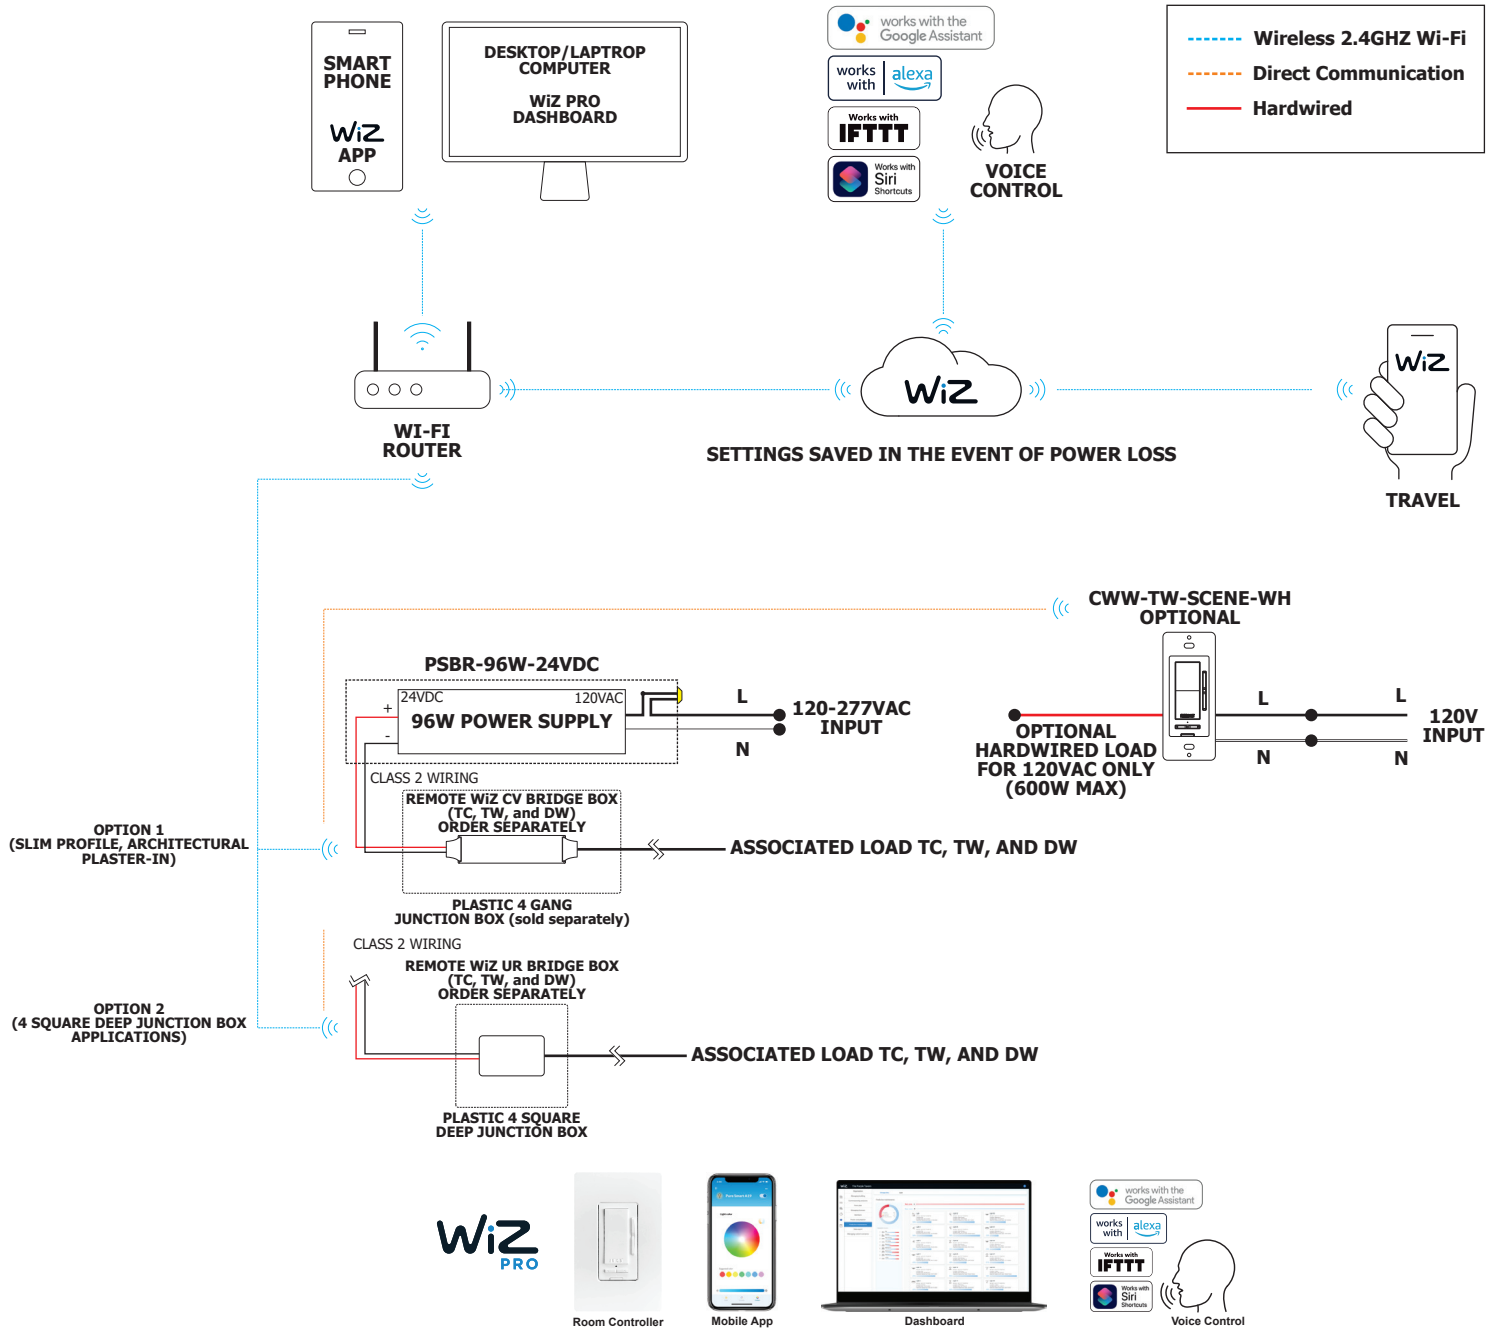 SMART
PHONE
WiZ
APP
DESKTOP/LAPTROP
COMPUTER
WiZ PRO
DASHBOARD
works with the
Google Assistant
works
with
alexa
Works with
IFTTT
Works with
Siri
Shortcuts
VOICE
CONTROL
Wireless 2.4GHZ Wi-Fi
Direct Communication
Hardwired
WI-FI
ROUTER
WiZ
SETTINGS SAVED IN THE EVENT OF POWER LOSS
WiZ
TRAVEL
CWW-TW-SCENE-WH
OPTIONAL
PSBR-96W-24VDC
24VDC
120VAC
+
-
96W POWER SUPPLY
L
N
120-277VAC
INPUT
OPTIONAL
HARDWIRED LOAD
FOR 120VAC ONLY
(600W MAX)
L
N
L
N
120V
INPUT
CLASS 2 WIRING
REMOTE WiZ CV BRIDGE BOX
(TC, TW, and DW)
ORDER SEPARATELY
OPTION 1
(SLIM PROFILE, ARCHITECTURAL
PLASTER-IN)
ASSOCIATED LOAD TC, TW, AND DW
PLASTIC 4 GANG
JUNCTION BOX (sold separately)
CLASS 2 WIRING
REMOTE WiZ UR BRIDGE BOX
(TC, TW, and DW)
ORDER SEPARATELY
OPTION 2
(4 SQUARE DEEP JUNCTION BOX
APPLICATIONS)
ASSOCIATED LOAD TC, TW, AND DW
PLASTIC 4 SQUARE
DEEP JUNCTION BOX
WiZ
PRO
Room Controller
Mobile App
Dashboard
works with the
Google Assistant
works
with
alexa
Works with
IFTTT
Works with
Siri
Shortcuts
Voice Control